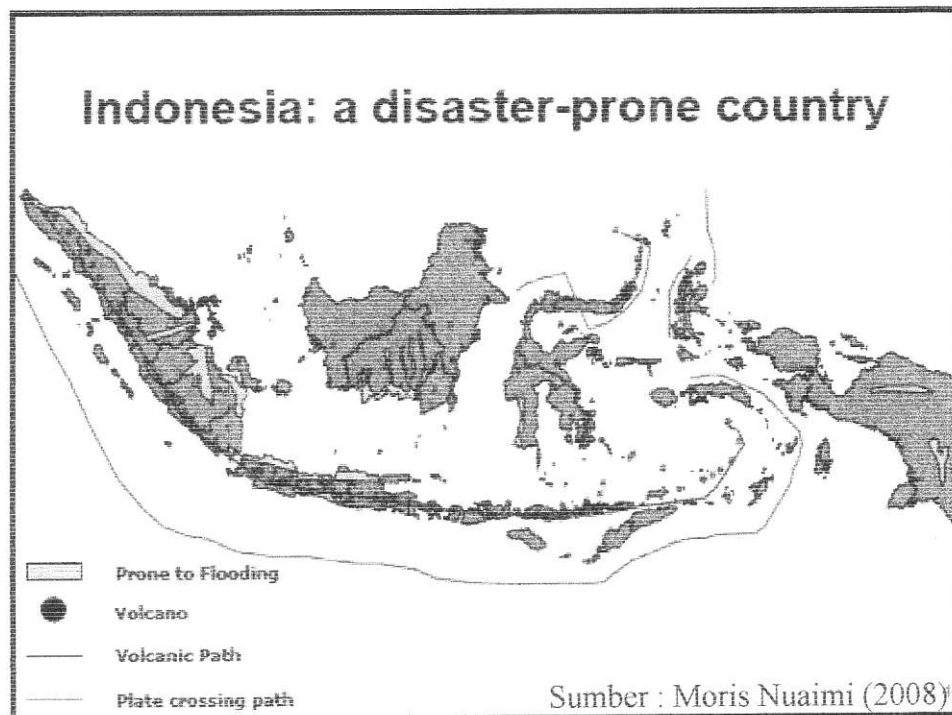 Indonesia: a disaster-prone country
Prone to Flooding
Volcano
Volcanic Path
Plate crossing path
Sumber : Moris Nuaimi (2008)